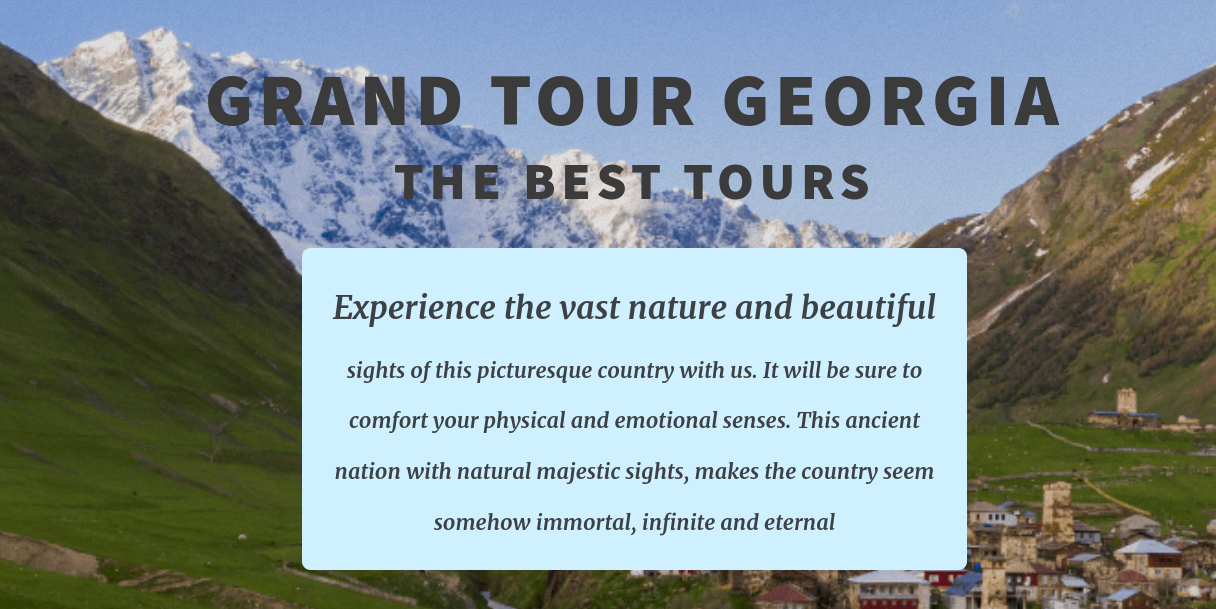 GRAND TOUR GEORGIA
THE BEST TOURS
Experience the vast nature and beautiful
sights of this picturesque country with us. It will be sure to
comfort your physical and emotional senses. This ancient
nation with natural majestic sights, makes the country seem
somehow immortal, infinite and eternal